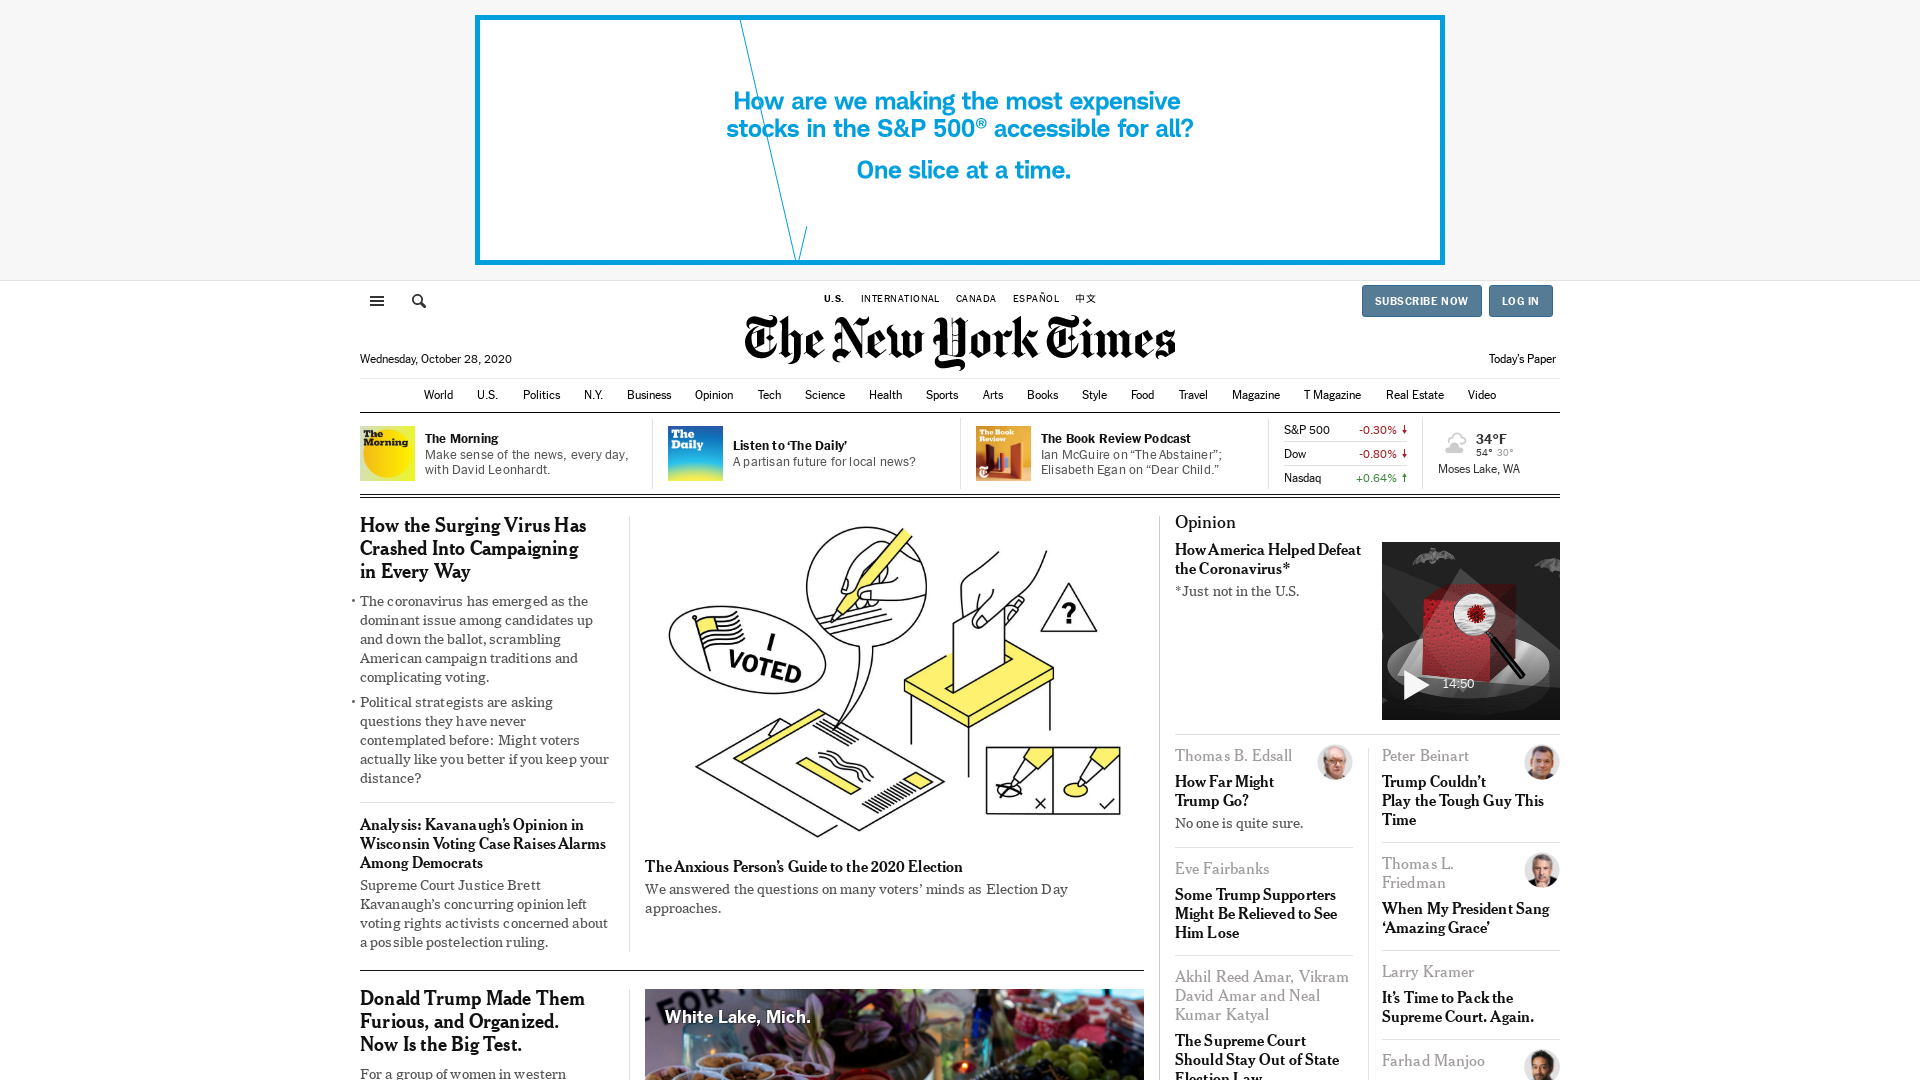 How are we making the most expensive
stocks in the S&P 500® accessible for all?
One slice at a time.
U.S.
INTERNATIONAL
CANADA
ESPAÑOL
中文
SUBSCRIBE NOW
LOG IN
The New York Times
Wednesday, October 28, 2020
Today's Paper
World
U.S.
Politics
N.Y.
Business
Opinion
Tech
Science
Health
Sports
Arts
Books
Style
Food
Travel
Magazine
T Magazine
Real Estate
Video
The
Morning
The Morning
Make sense of the news, every day,
with David Leonhardt.
The
Daily
Listen to ‘The Daily’
A partisan future for local news?
The Book
Review
The Book Review Podcast
Ian McGuire on “The Abstainer”;
Elisabeth Egan on “Dear Child.”
S&P 500 -0.30%
Dow -0.80%
Nasdaq +0.64%
34°F
54° 30°
Moses Lake, WA
How the Surging Virus Has
Crashed Into Campaigning
in Every Way
• The coronavirus has emerged as the
dominant issue among candidates up
and down the ballot, scrambling
American campaign traditions and
complicating voting.
• Political strategists are asking
questions they have never
contemplated before: Might voters
actually like you better if you keep your
distance?
Analysis: Kavanaugh’s Opinion in
Wisconsin Voting Case Raises Alarms
Among Democrats
Supreme Court Justice Brett
Kavanaugh’s concurring opinion left
voting rights activists concerned about
a possible postelection ruling.
I
VOTED
?
The Anxious Person’s Guide to the 2020 Election
We answered the questions on many voters’ minds as Election Day
approaches.
Opinion
How America Helped Defeat
the Coronavirus*
*Just not in the U.S.
14:50
Thomas B. Edsall
How Far Might
Trump Go?
No one is quite sure.
Eve Fairbanks
Some Trump Supporters
Might Be Relieved to See
Him Lose
Akhil Reed Amar, Vikram
David Amar and Neal
Kumar Katyal
The Supreme Court
Should Stay Out of State
Election Law
Peter Beinart
Trump Couldn’t
Play the Tough Guy This
Time
Thomas L.
Friedman
When My President Sang
‘Amazing Grace’
Larry Kramer
It’s Time to Pack the
Supreme Court. Again.
Farhad Manjoo
Donald Trump Made Them
Furious, and Organized.
Now Is the Big Test.
For a group of women in western
FOR
White Lake, Mich.